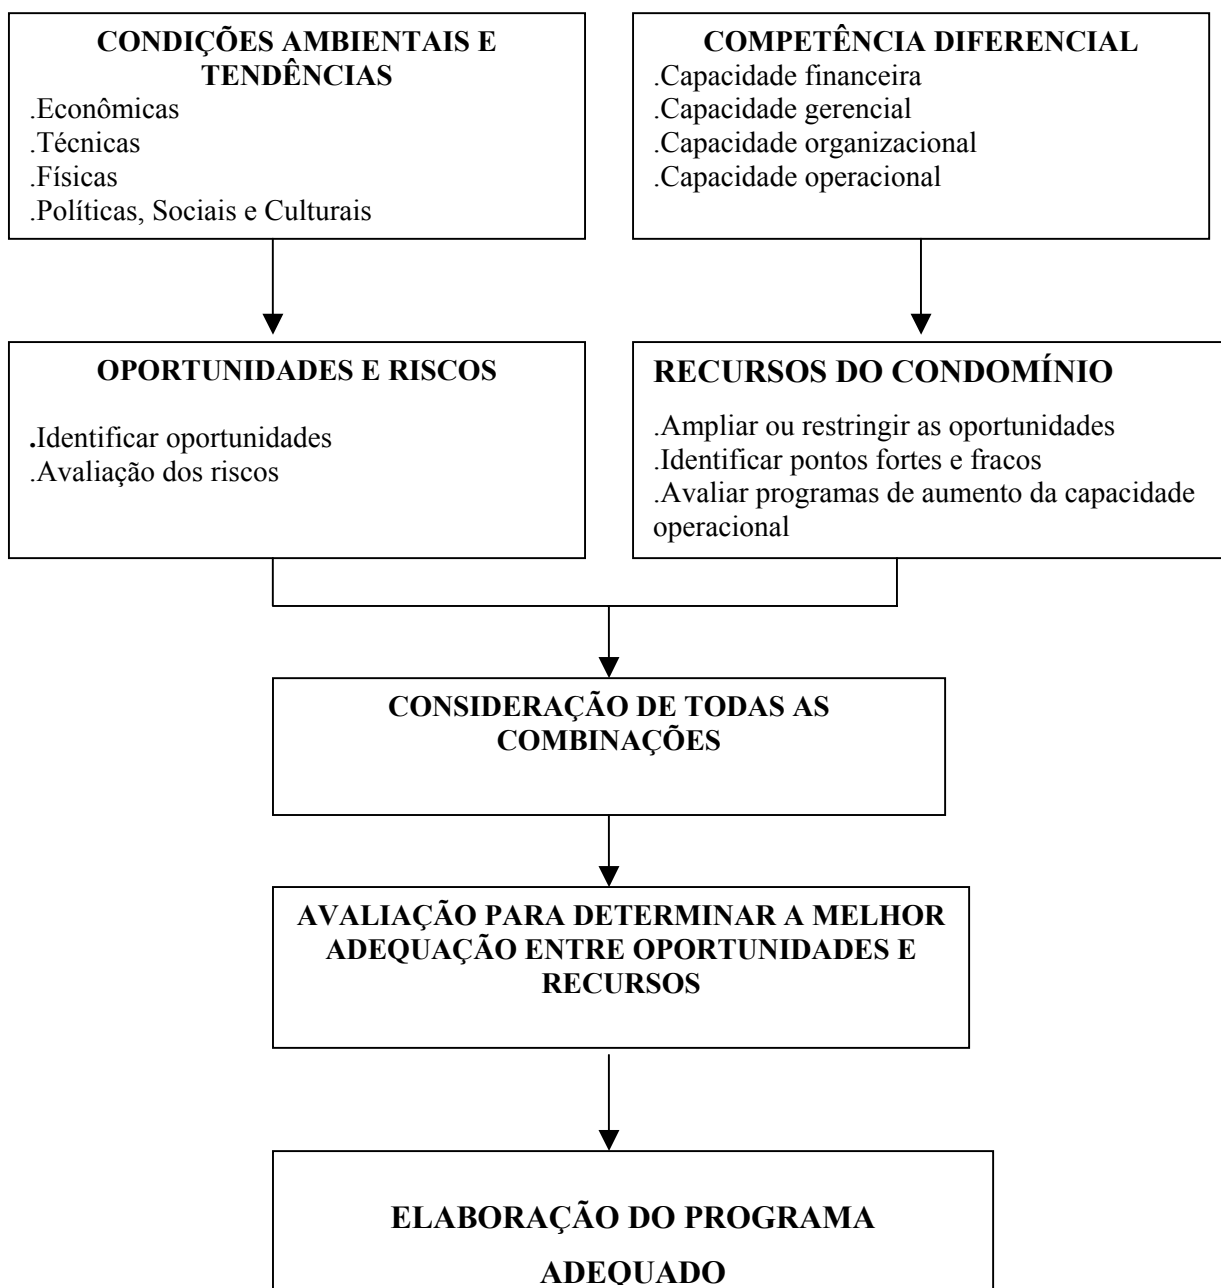 CONDIÇÕES AMBIENTAIS E
TENDÊNCIAS
.Econômicas
.Técnicas
.Físicas
.Políticas, Sociais e Culturais
COMPETÊNCIA DIFERENCIAL
.Capacidade financeira
.Capacidade gerencial
.Capacidade organizacional
.Capacidade operacional
OPORTUNIDADES E RISCOS
.Identificar oportunidades
.Avaliação dos riscos
RECURSOS DO CONDOMÍNIO
.Ampliar ou restringir as oportunidades
.Identificar pontos fortes e fracos
.Avaliar programas de aumento da capacidade
operacional
CONSIDERAÇÃO DE TODAS AS
COMBINAÇÕES
AVALIAÇÃO PARA DETERMINAR A MELHOR
ADEQUAÇÃO ENTRE OPORTUNIDADES E
RECURSOS
ELABORAÇÃO DO PROGRAMA
ADEQUADO